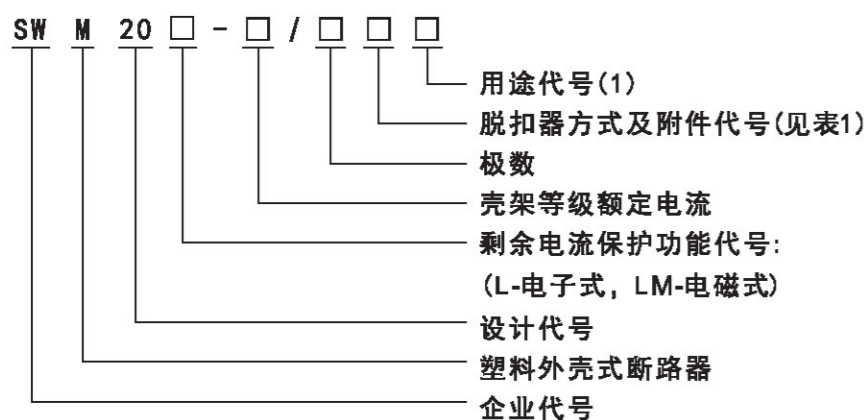 SW M 20 □ - □ / □ □ □
用途代号(1)
脱扣器方式及附件代号(见表1)
极数
壳架等级额定电流
剩余电流保护功能代号:
(L-电子式, LM-电磁式)
设计代号
塑料外壳式断路器
企业代号